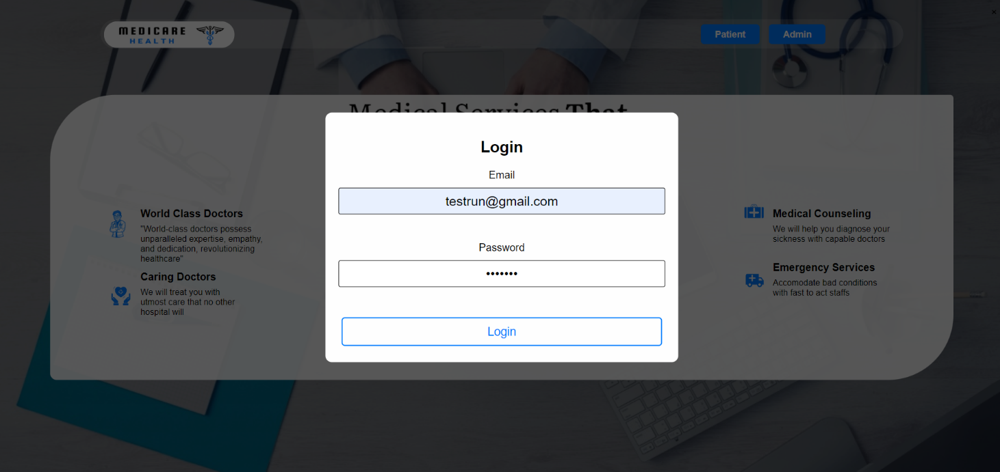 MEDICARE
HEALTH
Patient
Admin
×
Medical Services That
Login
Email
testrun@gmail.com
Password
•••••••
Login
World Class Doctors
"World-class doctors possess
unparalleled expertise, empathy,
and dedication, revolutionizing
healthcare"
Caring Doctors
We will treat you with
utmost care that no other
hospital will
Medical Counseling
We will help you diagnose your
sickness with capable doctors
Emergency Services
Accomodate bad conditions
with fast to act staffs